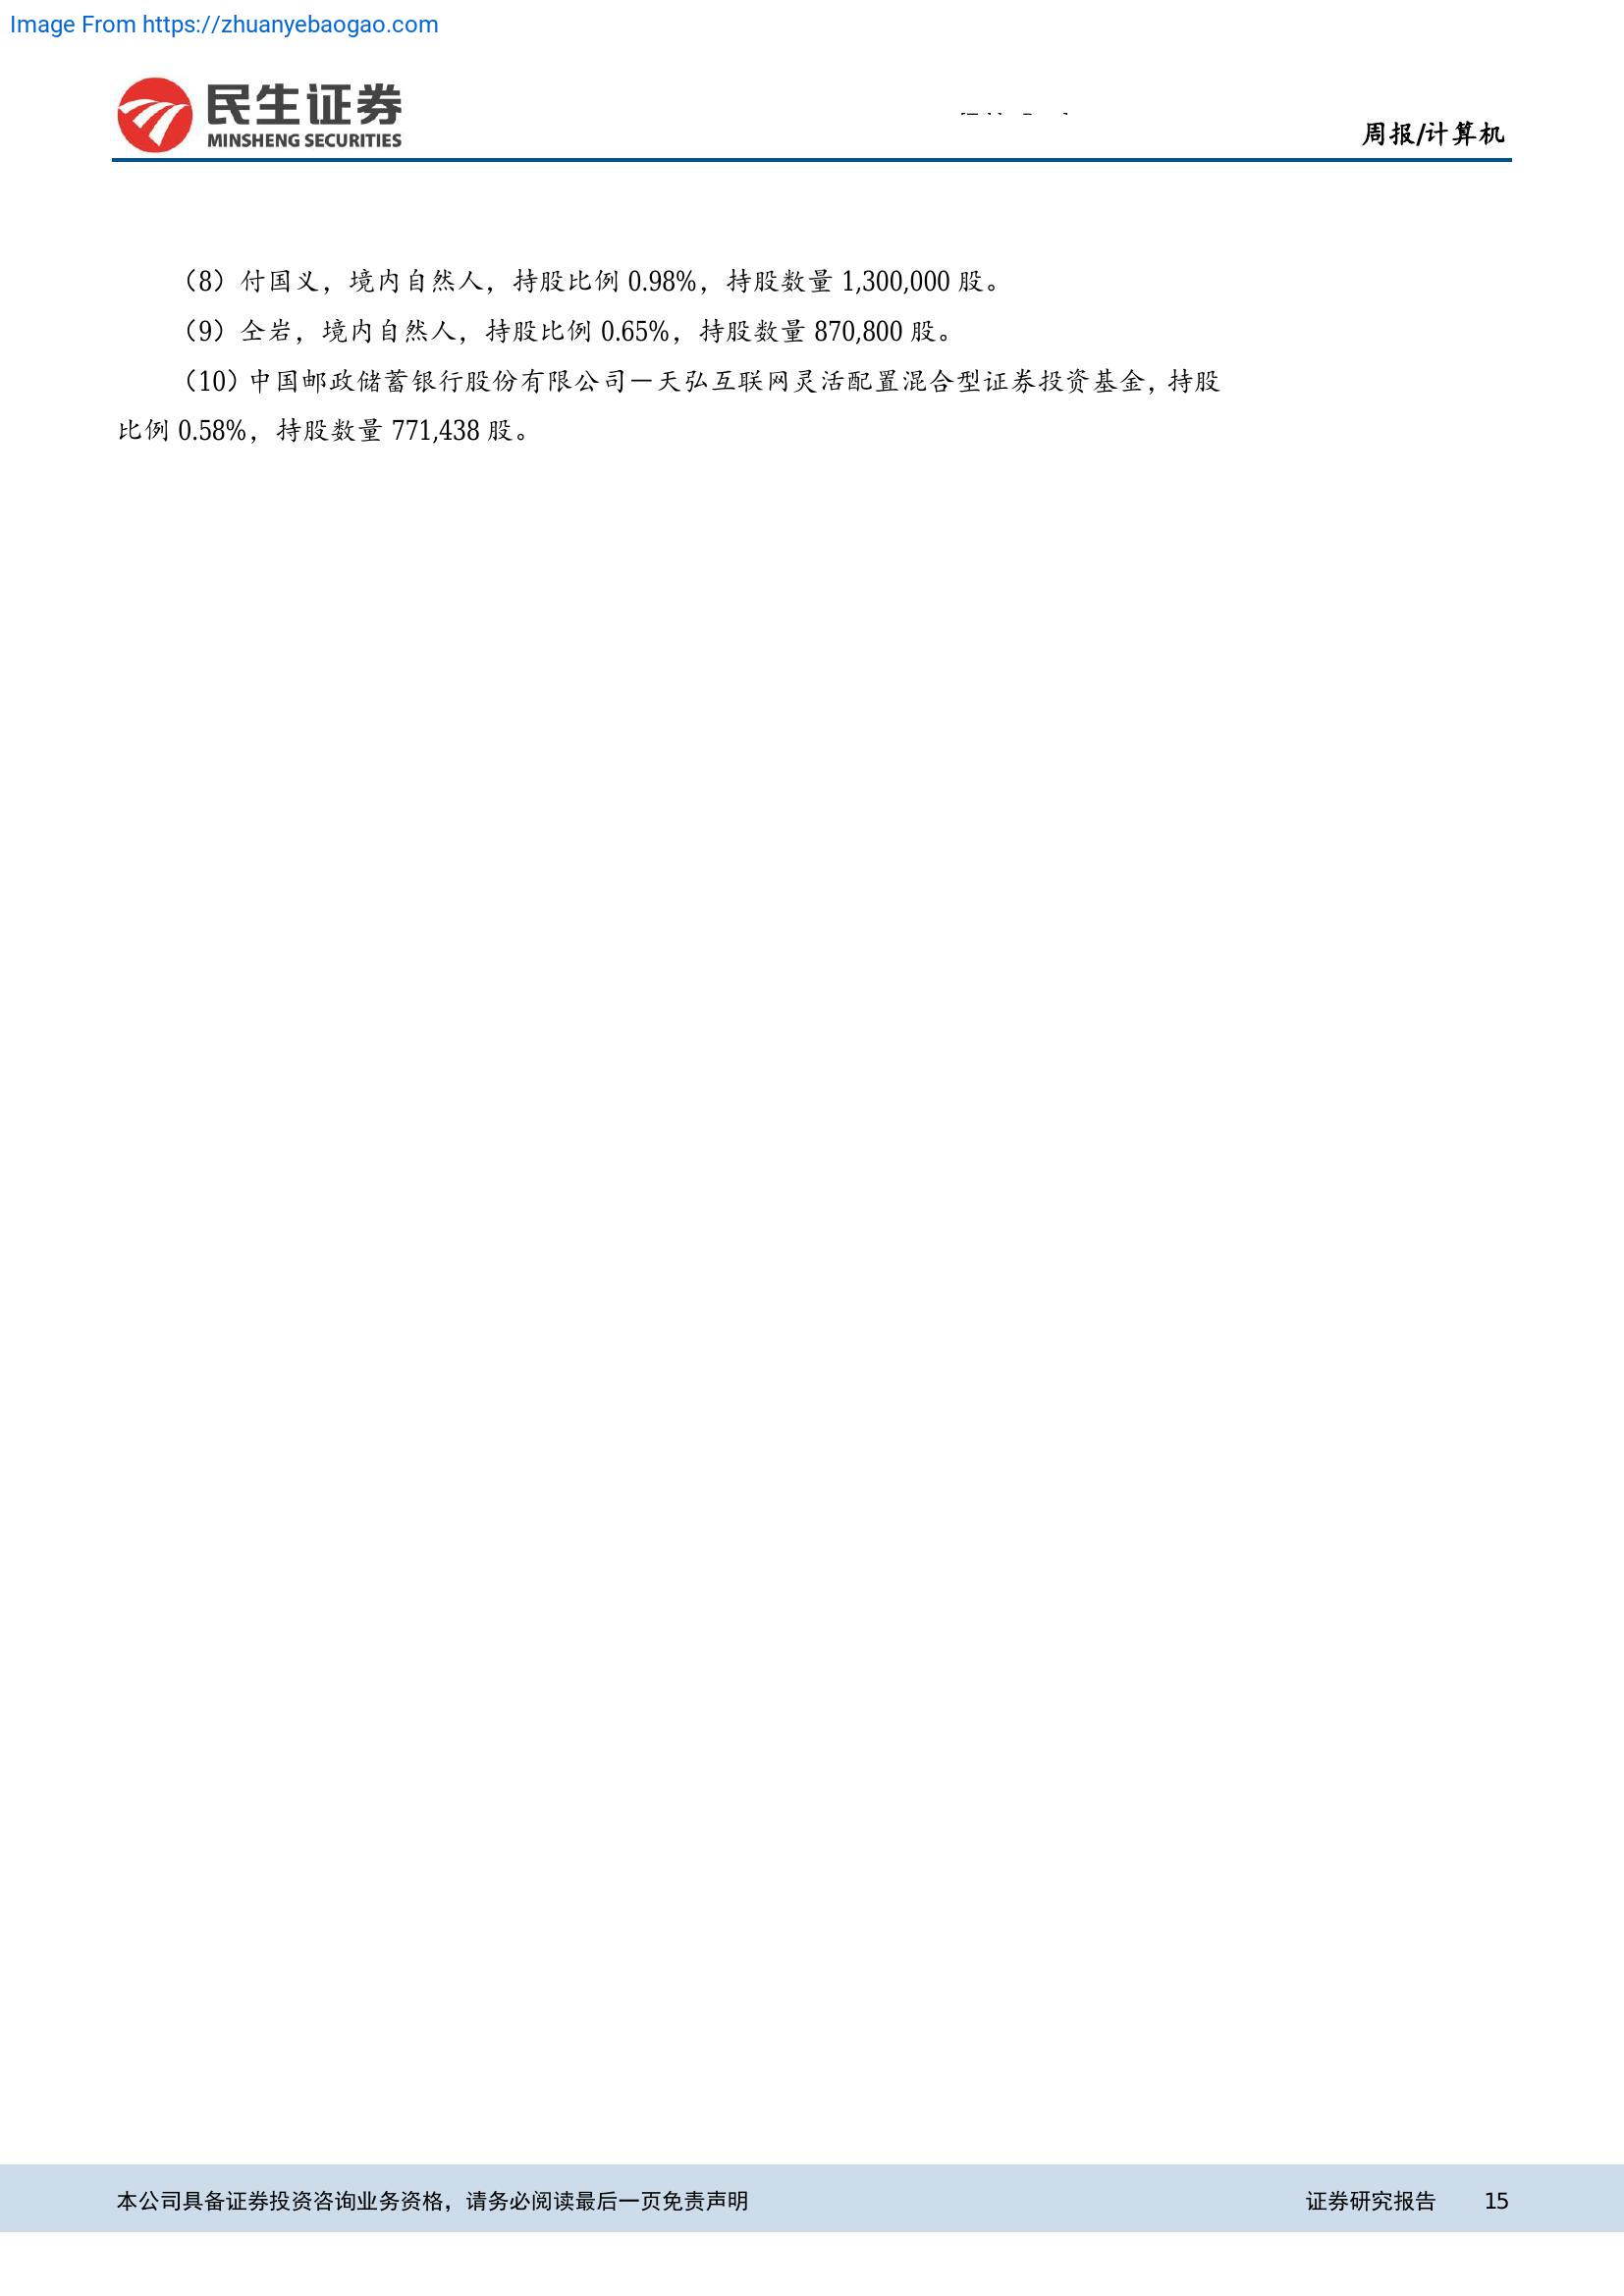 Image From https://zhuanyebaogao.com
民生证券
MINSHENG SECURITIES
周报/计算机
（8）付国义，境内自然人，持股比例 0.98%，持股数量 1,300,000 股。
（9）仝岩，境内自然人，持股比例 0.65%，持股数量 870,800 股。
（10）中国邮政储蓄银行股份有限公司－天弘互联网灵活配置混合型证券投资基金，持股
比例 0.58%，持股数量 771,438 股。
本公司具备证券投资咨询业务资格，请务必阅读最后一页免责声明
证券研究报告 15